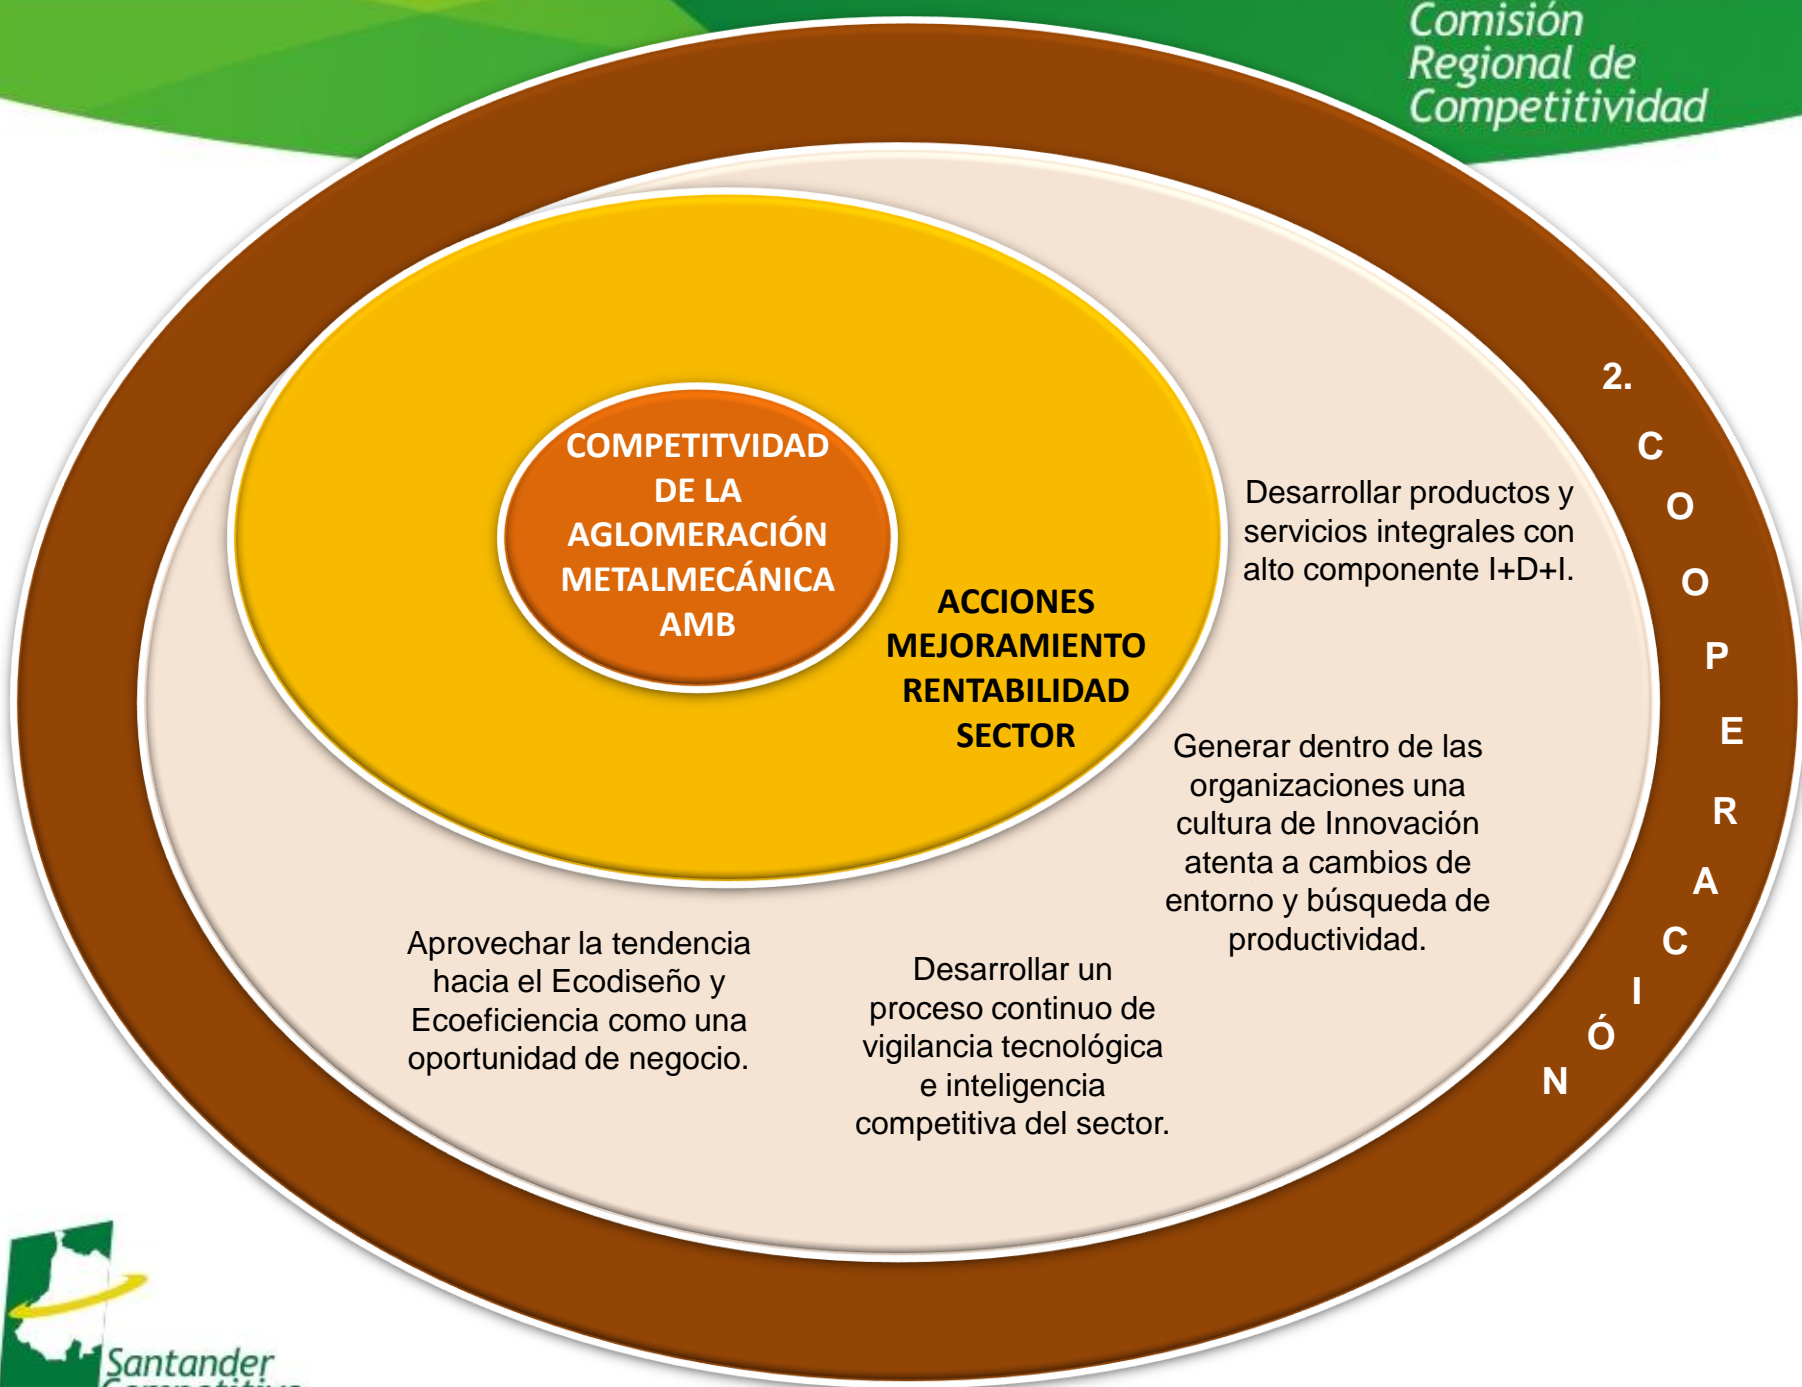 Comisión
Regional de
Competitividad
COMPETITVIDAD
DE LA
AGLOMERACIÓN
METALMECÁNICA
AMB
ACCIONES
MEJORAMIENTO
RENTABILIDAD
SECTOR
Desarrollar productos y
servicios integrales con
alto componente I+D+I.
Generar dentro de las
organizaciones una
cultura de Innovación
atenta a cambios de
entorno y búsqueda de
productividad.
Desarrollar un
proceso continuo de
vigilancia tecnológica
e inteligencia
competitiva del sector.
Aprovechar la tendencia
hacia el Ecodiseño y
Ecoeficiencia como una
oportunidad de negocio.
2. COOPERACIÓN
Santander
Competitivo